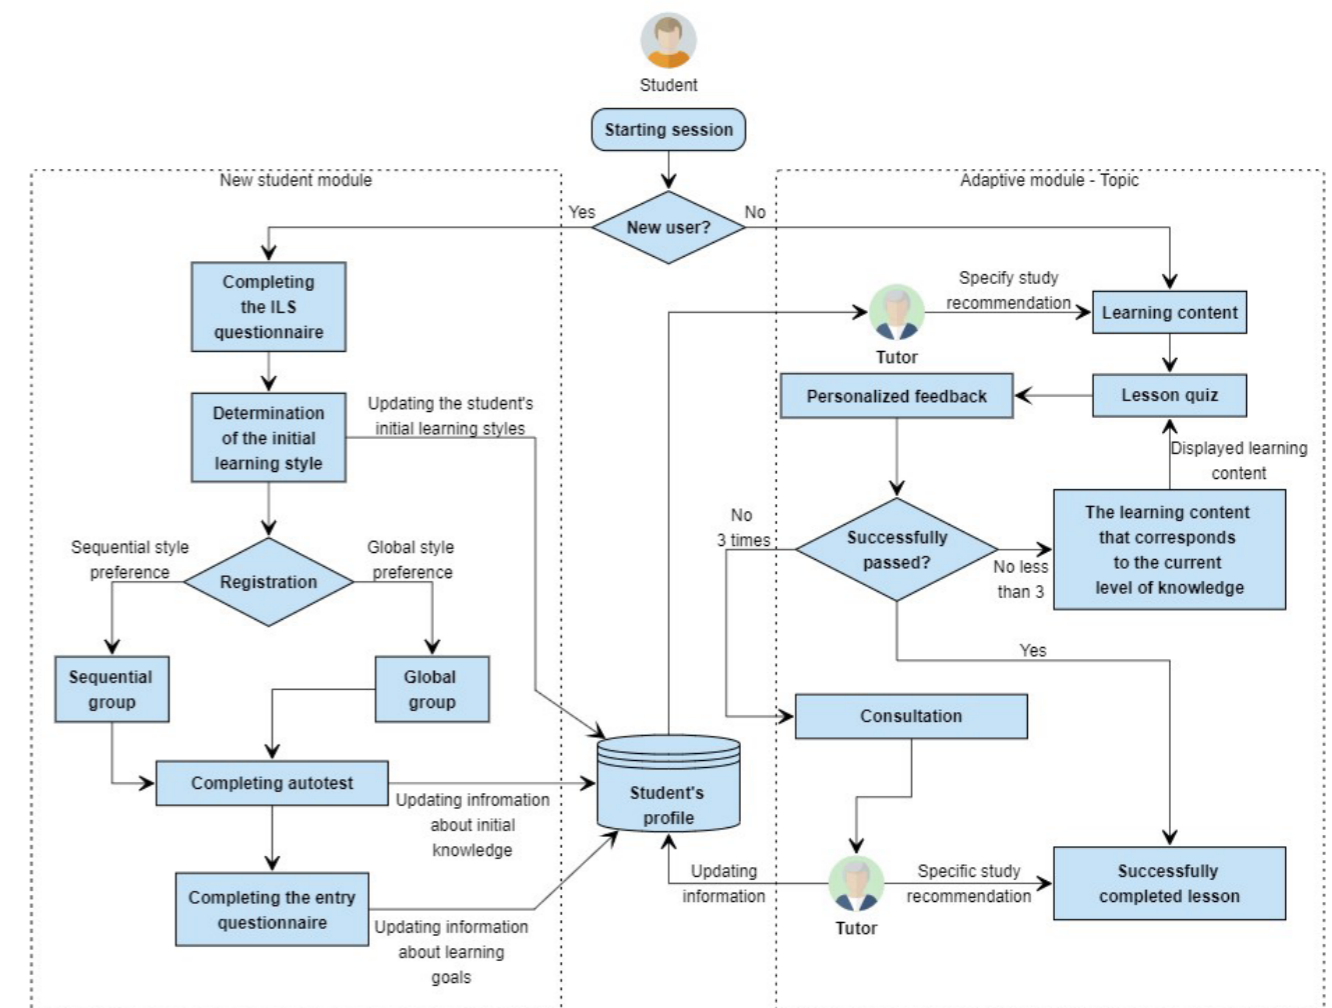 Student
Starting session
New student module
Adaptive module - Topic
Yes
New user?
No
Completing
the ILS
questionnaire
Specify study
recommendation
Learning content
Tutor
Personalized feedback
Lesson quiz
Determination
of the initial
learning style
Updating the student's
initial learning styles
Displayed learning
content
No
3 times
Successfully
passed?
No less
than 3
The learning content
that corresponds
to the current
level of knowledge
Sequential style
preference
Registration
Global style
preference
Sequential
group
Global
group
Yes
Consultation
Completing autotest
Updating infromation
about initial
knowledge
Student's
profile
Completing the entry
questionnaire
Updating information
about learning
goals
Updating
information
Tutor
Specific study
recommendation
Successfully
completed lesson